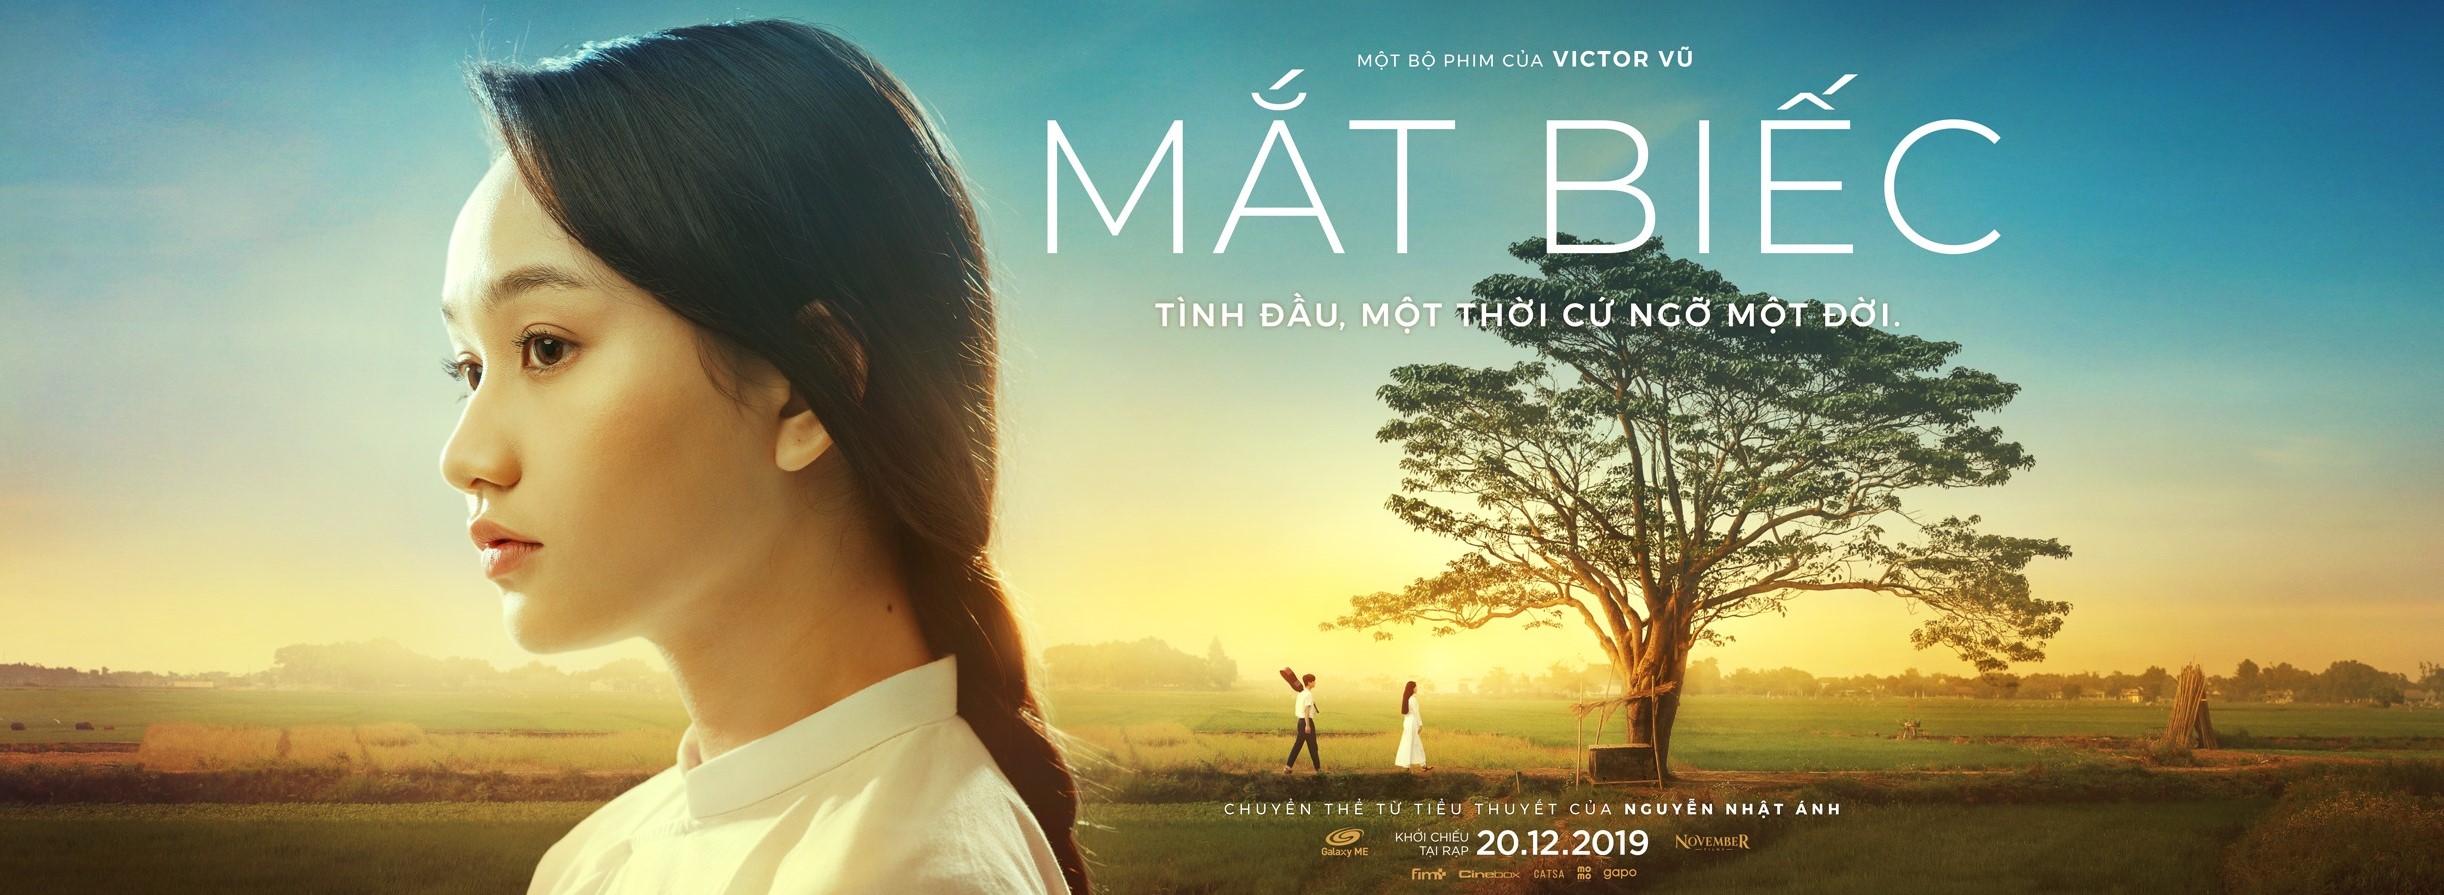 MỘT BỘ PHIM CỦA VICTOR VŨ
MẮT BIẾC
TÌNH ĐẦU, MỘT THỜI CỨ NGỠ MỘT ĐỜI.
CHUYỂN THỂ TỪ TIỂU THUYẾT CỦA NGUYỄN NHẬT ÁNH
Galaxy ME
KHỞI CHIẾU
TẠI RẠP
20.12.2019
NOVEMBER
FILMS
fim+ Cinebox CATSA mo
mo
gapo